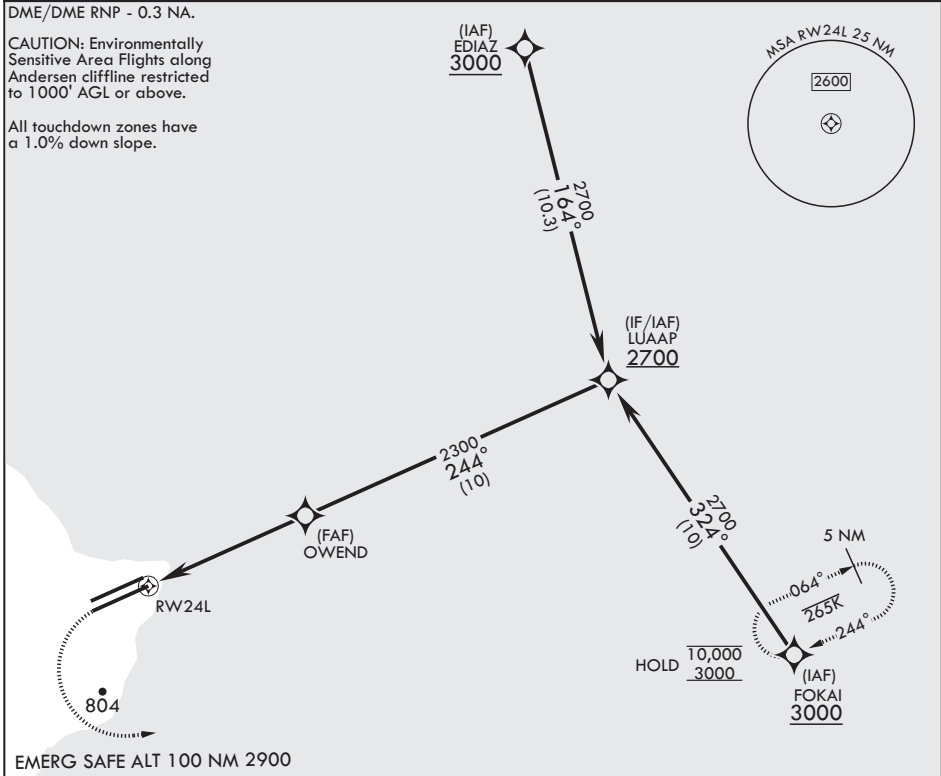 DME/DME RNP - 0.3 NA.
CAUTION: Environmentally
Sensitive Area Flights along
Andersen cliffline restricted
to 1000' AGL or above.
All touchdown zones have
a 1.0% down slope.
(IAF)
EDIAZ
3000
MSA RW24L 25 NM
2600
2700
164°
(10.3)
(IF/IAF)
LUAAP
2700
2300
244°
(10)
(FAF)
OWEND
RW24L
2700
324°
(10)
5 NM
064°
265K
244°
HOLD
10,000
3000
(IAF)
FOKAI
3000
804
EMERG SAFE ALT 100 NM 2900